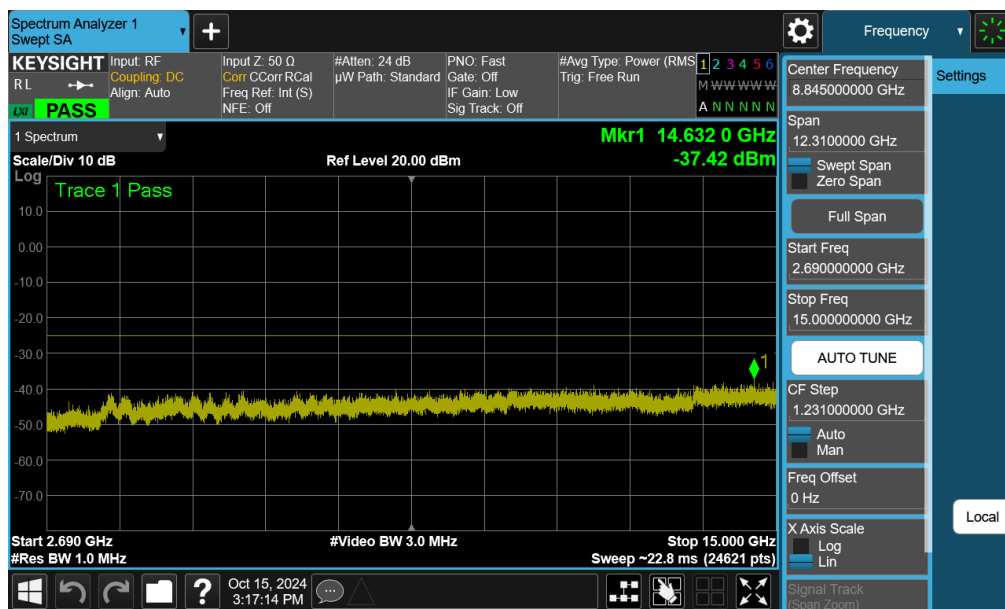 Spectrum Analyzer 1
Swept SA
+
Frequency
KEYSIGHT
R L
LXI
PASS
Input: RF
Coupling: DC
Align: Auto
Input Z: 50 Ω
Corr CCorr RCal
Freq Ref: Int (S)
NFE: Off
#Atten: 24 dB
µW Path: Standard
PNO: Fast
Gate: Off
IF Gain: Low
Sig Track: Off
#Avg Type: Power (RMS
Trig: Free Run
1 2 3 4 5 6
M W W W W W
A N N N N N
1 Spectrum
Scale/Div 10 dB
Ref Level 20.00 dBm
Mkr1 14.632 0 GHz
-37.42 dBm
Log
Trace 1 Pass
10.0
0.00
-10.0
-20.0
-30.0
-40.0
-50.0
-60.0
-70.0
1
Start 2.690 GHz
#Res BW 1.0 MHz
#Video BW 3.0 MHz
Stop 15.000 GHz
Sweep ~22.8 ms (24621 pts)
Center Frequency
8.845000000 GHz
Span
12.3100000 GHz
Swept Span
Zero Span
Full Span
Start Freq
2.690000000 GHz
Stop Freq
15.000000000 GHz
AUTO TUNE
CF Step
1.231000000 GHz
Auto
Man
Freq Offset
0 Hz
X Axis Scale
Log
Lin
Signal Track
(Span Zoom)
Settings
Local
?
Oct 15, 2024
3:17:14 PM